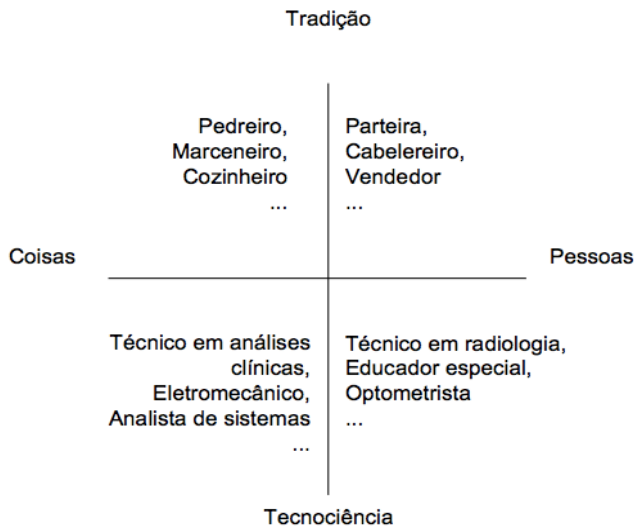 Tradição
Pedreiro,
Marceneiro,
Cozinheiro
...
Parteira,
Cabelereiro,
Vendedor
...
Coisas
Pessoas
Técnico em análises
clínicas,
Eletromecânico,
Analista de sistemas
...
Técnico em radiologia,
Educador especial,
Optometrista
...
Tecnociência